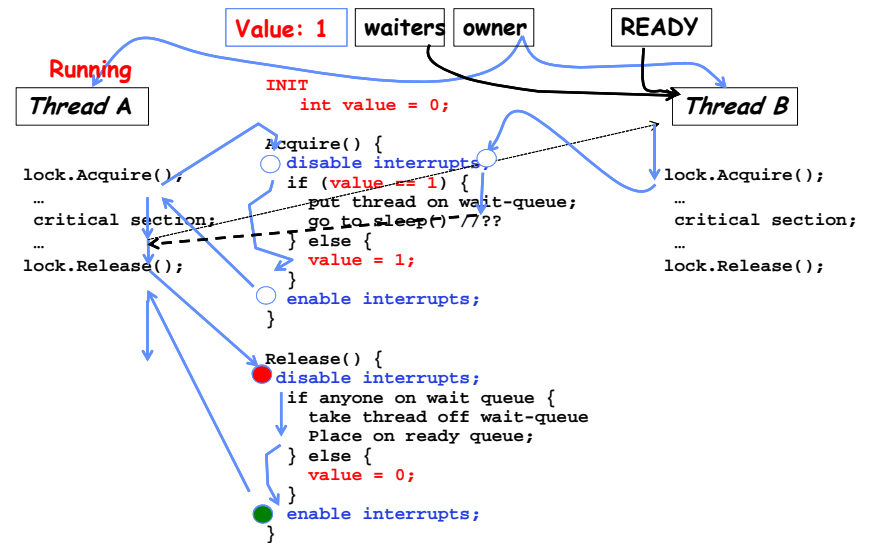 Value: 1 waiters owner READY
Running
Thread A
Thread B
INIT
int value = 0;
Acquire() {
disable interrupts;
if (value == 1) {
put thread on wait-queue;
go to sleep() //??
} else {
value = 1;
}
enable interrupts;
}
lock.Acquire();
…
critical section;
…
lock.Release();
lock.Acquire();
…
critical section;
…
lock.Release();
Release() {
disable interrupts;
if anyone on wait queue {
take thread off wait-queue
Place on ready queue;
} else {
value = 0;
}
enable interrupts;
}